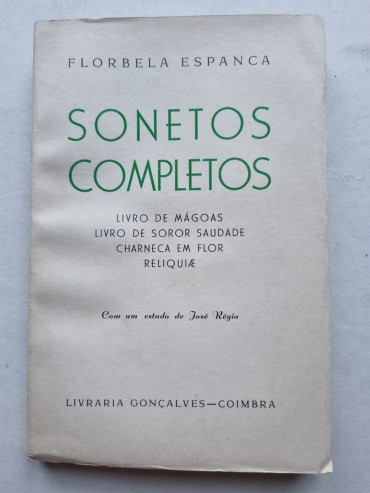 FLORBELA ESPANCA
SONETOS
COMPLETOS
LIVRO DE MÁGOAS
LIVRO DE SOROR SAUDADE
CHARNECA EM FLOR
RELIQUIÆ
Com um estudo de José Régio
LIVRARIA GONÇALVES—COIMBRA